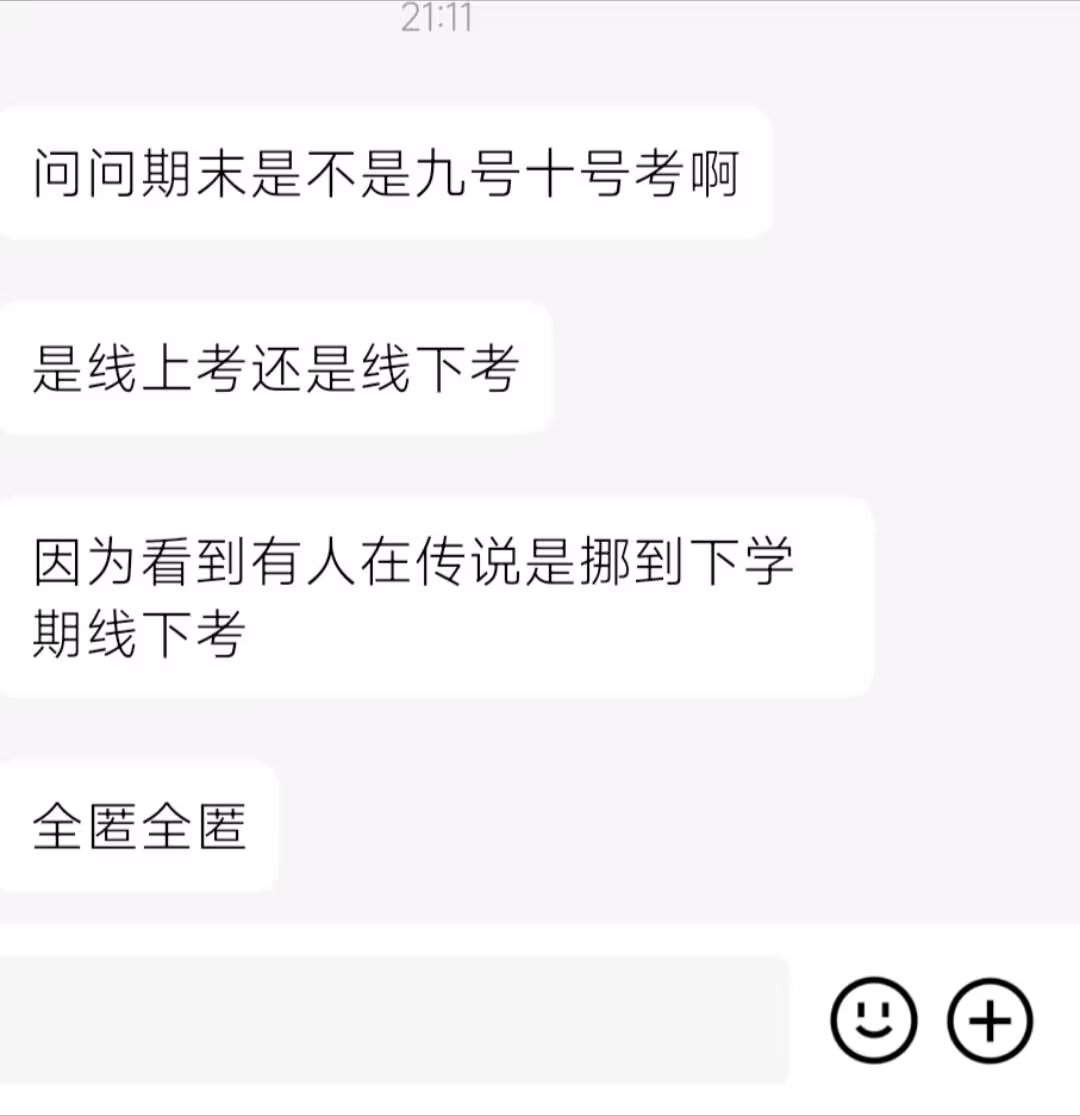 21:11
问问期末是不是九号十号考啊
是线上考还是线下考
因为看到有人在传说是挪到下学
期线下考
全匿全匿